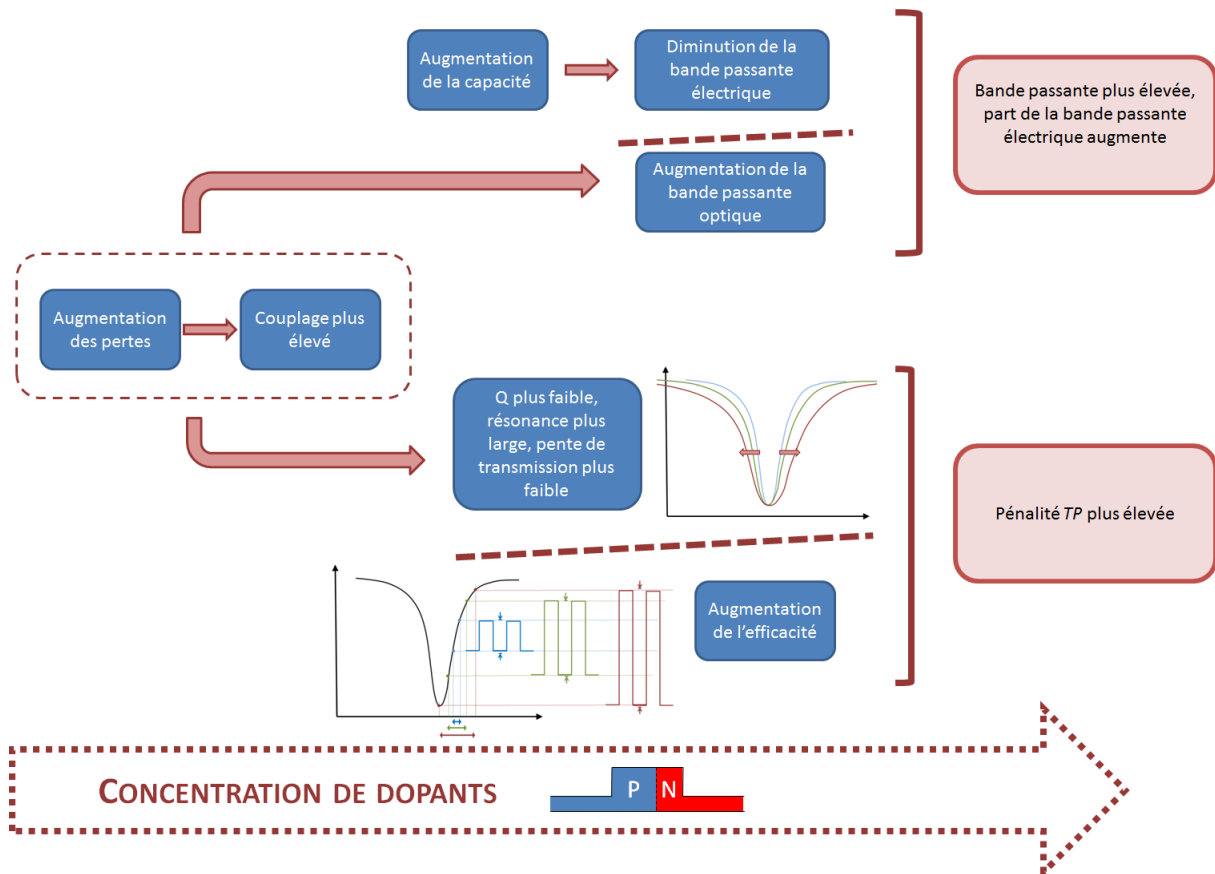 Augmentation
de la capacité
Diminution de la
bande passante
électrique
Bande passante plus élevée,
part de la bande passante
électrique augmente
Augmentation de la
bande passante
optique
Augmentation
des pertes
Couplage plus
élevé
Q plus faible,
résonance plus
large, pente de
transmission plus
faible
Pénalité TP plus élevée
Augmentation
de l’efficacité
CONCENTRATION DE DOPANTS
P N